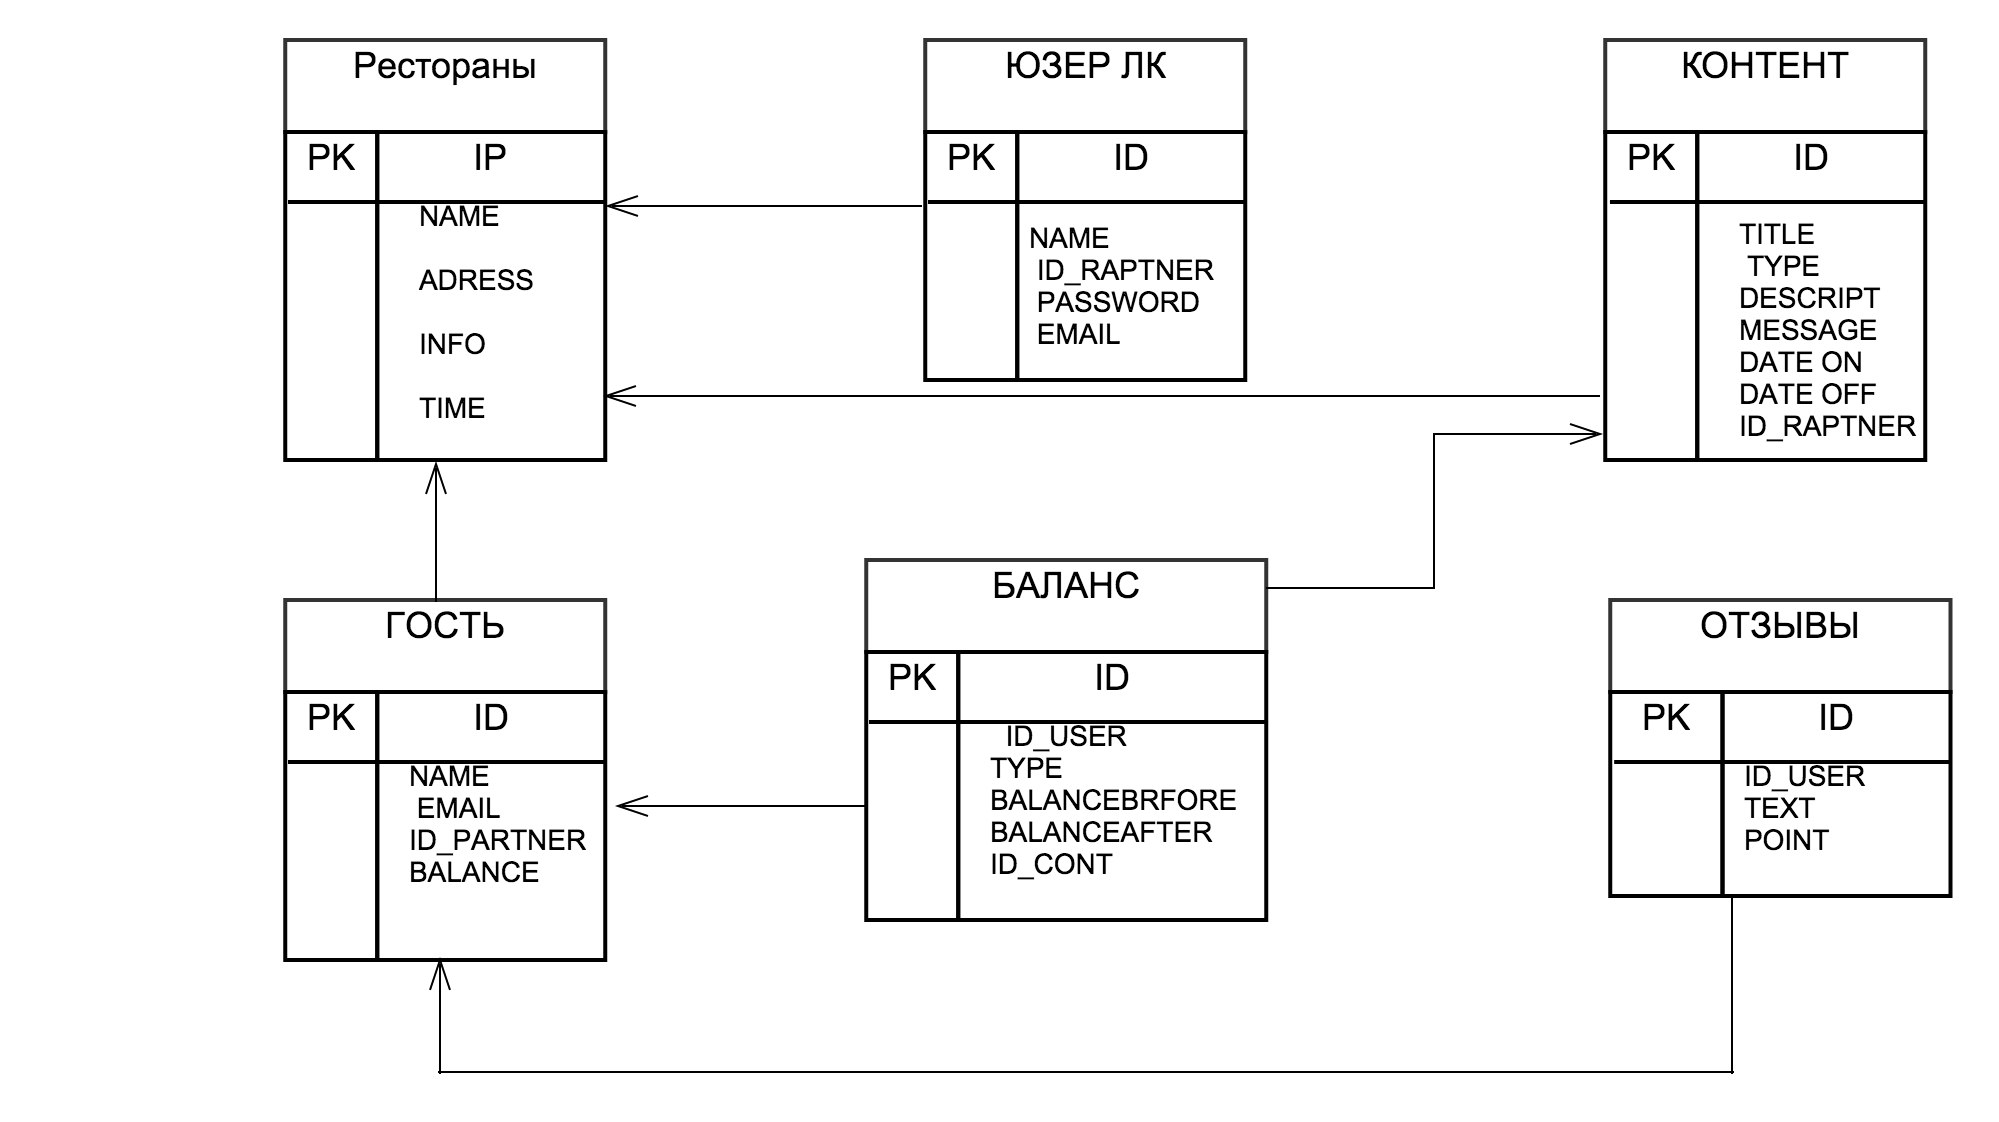 Рестораны
PK IP
NAME
ADRESS
INFO
TIME
ЮЗЕР ЛК
PK ID
NAME
ID_RAPTNER
PASSWORD
EMAIL
КОНТЕНТ
PK ID
TITLE
TYPE
DESCRIPT
MESSAGE
DATE ON
DATE OFF
ID_RAPTNER
ГОСТЬ
PK ID
NAME
EMAIL
ID_PARTNER
BALANCE
БАЛАНС
PK ID
ID_USER
TYPE
BALANCEBRFORE
BALANCEAFTER
ID_CONT
ОТЗЫВЫ
PK ID
ID_USER
TEXT
POINT